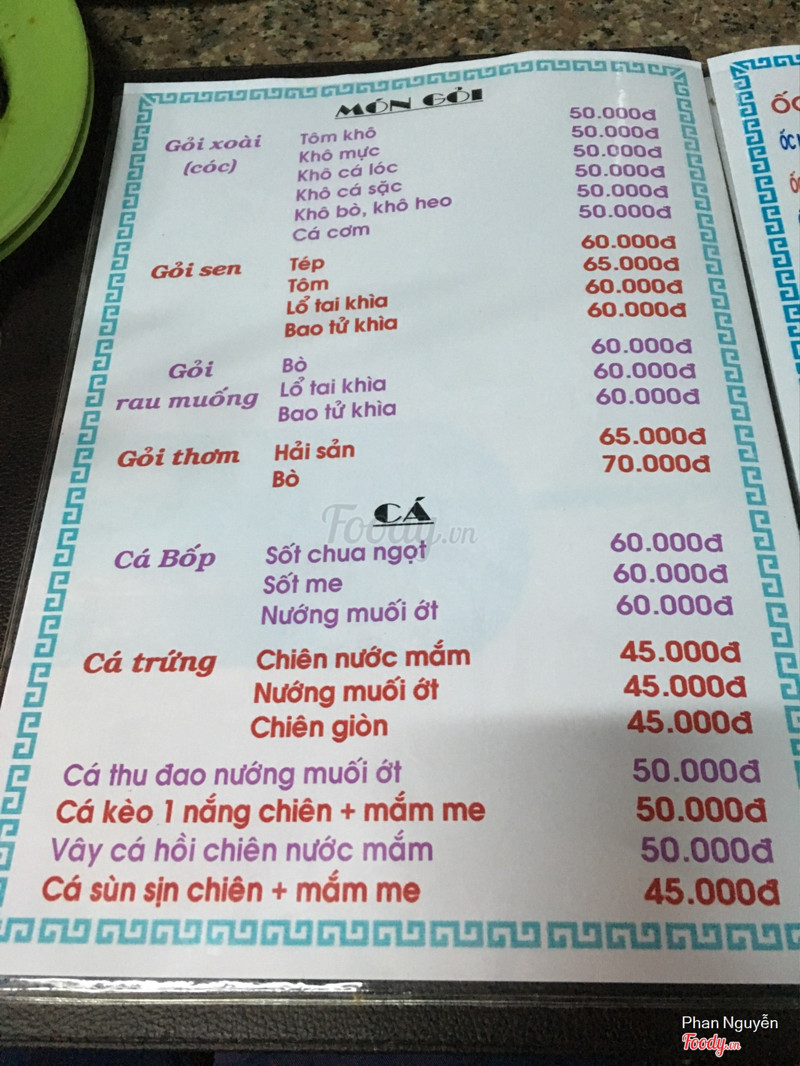 MÓN GỎI
Gỏi xoài (cóc)
Tôm khô 50.000đ
Khô mực 50.000đ
Khô cá lóc 50.000đ
Khô cá sặc 50.000đ
Khô bò, khô heo 50.000đ
Cá cơm 50.000đ
Gỏi sen
Tép 60.000đ
Tôm 65.000đ
Lổ tai khìa 60.000đ
Bao tử khìa 60.000đ
Gỏi rau muống
Bò 60.000đ
Lổ tai khìa 60.000đ
Bao tử khìa 60.000đ
Gỏi thơm
Hải sản 65.000đ
Bò 70.000đ
CÁ
Foody.vn
Cá Bốp
Sốt chua ngọt 60.000đ
Sốt me 60.000đ
Nướng muối ớt 60.000đ
Cá trứng
Chiên nước mắm 45.000đ
Nướng muối ớt 45.000đ
Chiên giòn 45.000đ
Cá thu đao nướng muối ớt 50.000đ
Cá kèo 1 nắng chiên + mắm me 50.000đ
Vây cá hồi chiên nước mắm 50.000đ
Cá sùn sịn chiên + mắm me 45.000đ
Phan Nguyễn
Foody.vn